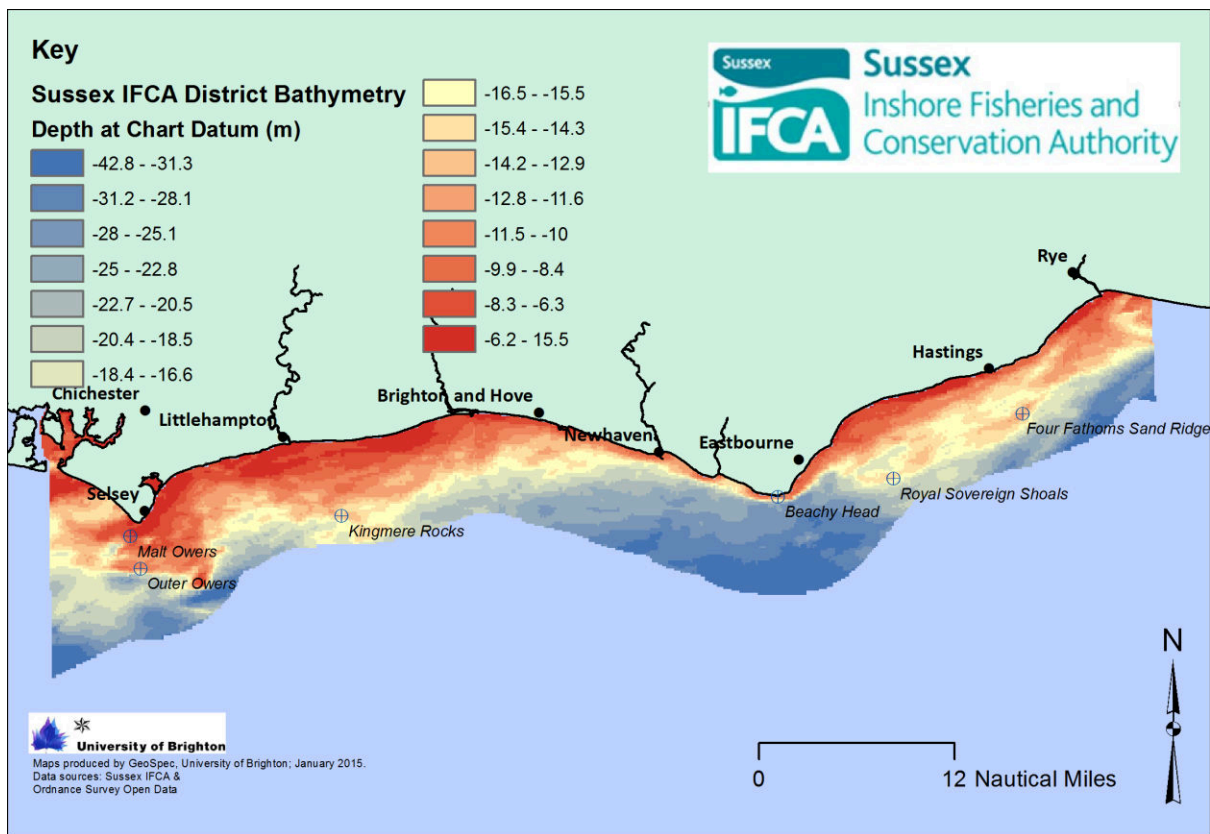 Key
Sussex IFCA District Bathymetry
Depth at Chart Datum (m)
-42.8 - -31.3
-31.2 - -28.1
-28 - -25.1
-25 - -22.8
-22.7 - -20.5
-20.4 - -18.5
-18.4 - -16.6
-16.5 - -15.5
-15.4 - -14.3
-14.2 - -12.9
-12.8 - -11.6
-11.5 - -10
-9.9 - -8.4
-8.3 - -6.3
-6.2 - 15.5
Sussex
IFCA
Sussex
Inshore Fisheries and
Conservation Authority
Rye
Hastings
Chichester
Littlehampton
Brighton and Hove
Newhaven
Eastbourne
Four Fathoms Sand Ridge
Selsey
Royal Sovereign Shoals
Beachy Head
Kingmere Rocks
Malt Owers
Outer Owers
N
University of Brighton
Maps produced by GeoSpec, University of Brighton; January 2015.
Data sources: Sussex IFCA &
Ordnance Survey Open Data
0 12 Nautical Miles